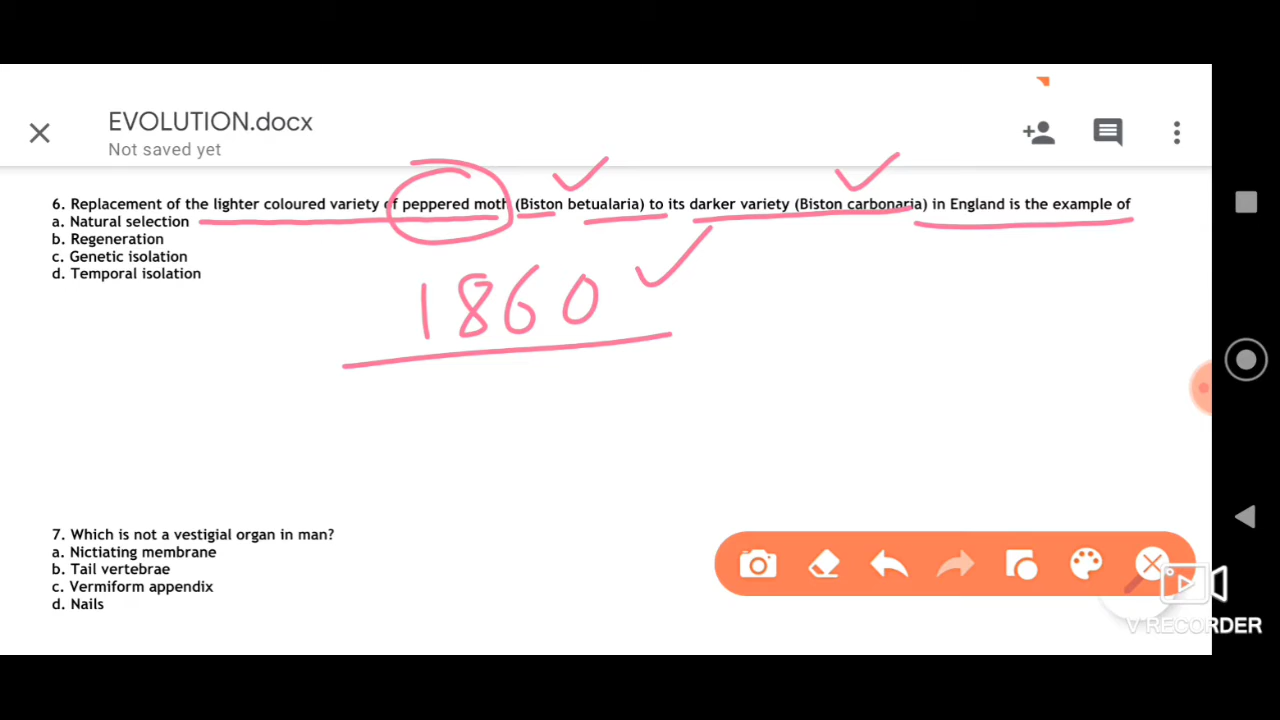 EVOLUTION.docx
Not saved yet
6. Replacement of the lighter coloured variety of peppered moth (Biston betualaria) to its darker variety (Biston carbonaria) in England is the example of
a. Natural selection
b. Regeneration
c. Genetic isolation
d. Temporal isolation
1860
7. Which is not a vestigial organ in man?
a. Nictiating membrane
b. Tail vertebrae
c. Vermiform appendix
d. Nails
V RECORDER